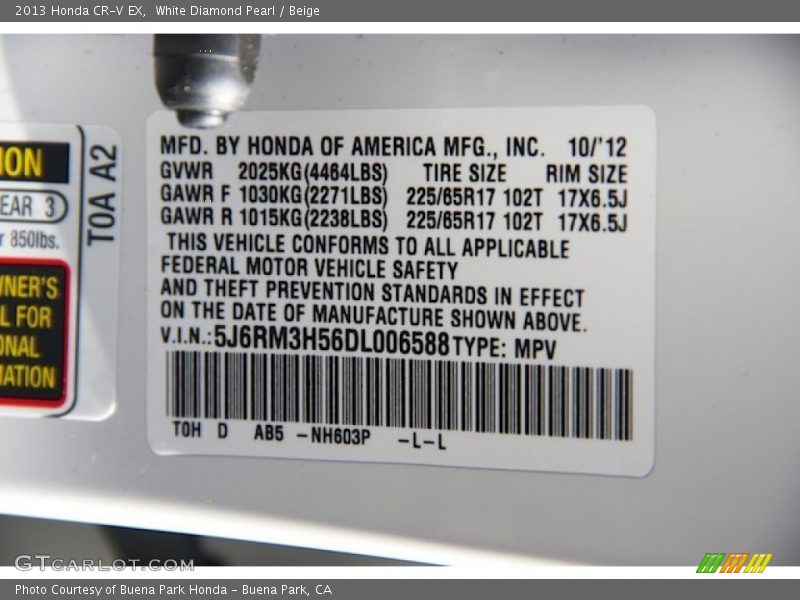 2013 Honda CR-V EX,  White Diamond Pearl / Beige
ION
EAR 3
r 850lbs.
WNER'S
L FOR
ONAL
MATION
T0A A2
MFD. BY HONDA OF AMERICA MFG., INC. 10/'12
GVWR 2025KG(4464LBS) TIRE SIZE RIM SIZE
GAWR F 1030KG(2271LBS) 225/65R17 102T 17X6.5J
GAWR R 1015KG(2238LBS) 225/65R17 102T 17X6.5J
THIS VEHICLE CONFORMS TO ALL APPLICABLE
FEDERAL MOTOR VEHICLE SAFETY
AND THEFT PREVENTION STANDARDS IN EFFECT
ON THE DATE OF MANUFACTURE SHOWN ABOVE.
V.I.N.:5J6RM3H56DL006588 TYPE: MPV
T0H D AB5 -NH603P -L-L
GTcarlot.com
Photo Courtesy of Buena Park Honda - Buena Park, CA